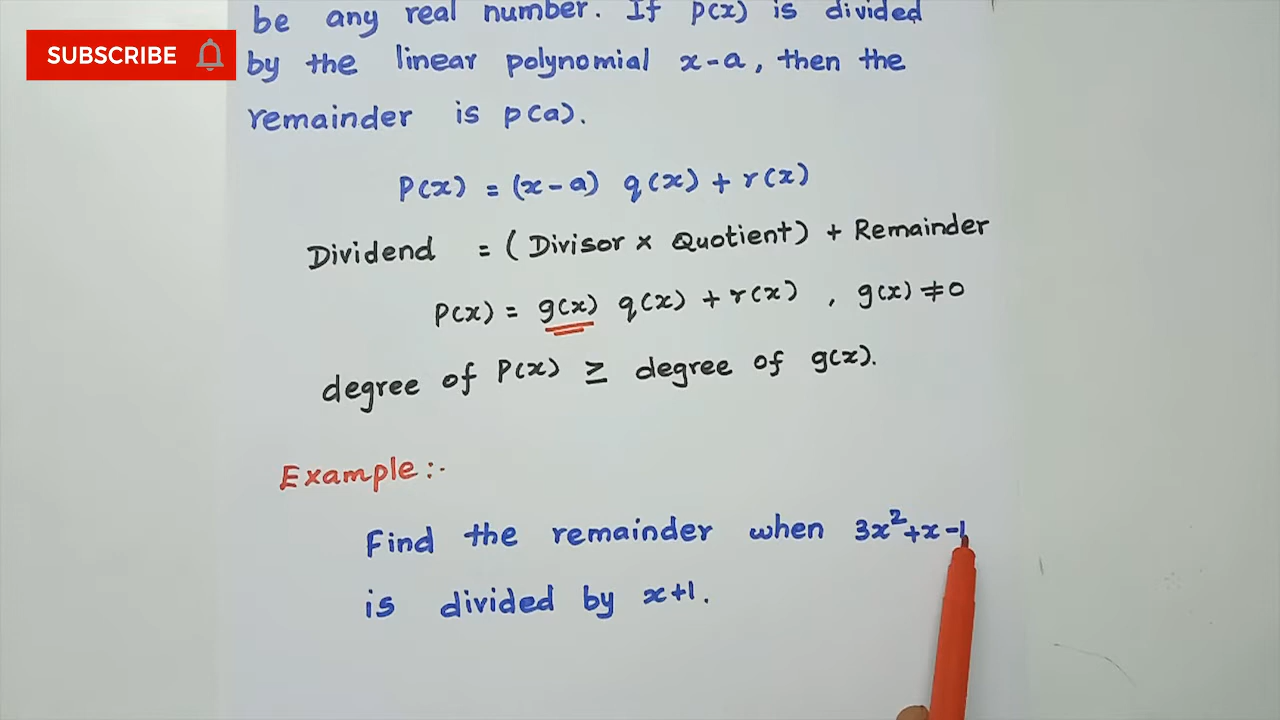 be any real number. If p(x) is divided
SUBSCRIBE
by the linear polynomial x-a, then the
remainder is p(a).
P(x) = (x-a) q(x) + r(x)
Dividend = ( Divisor × Quotient) + Remainder
P(x) = g(x) q(x) + r(x) , g(x) ≠ 0
degree of P(x) ≥ degree of g(x).
Example:-
Find the remainder when 3x²+x-1
is divided by x+1.